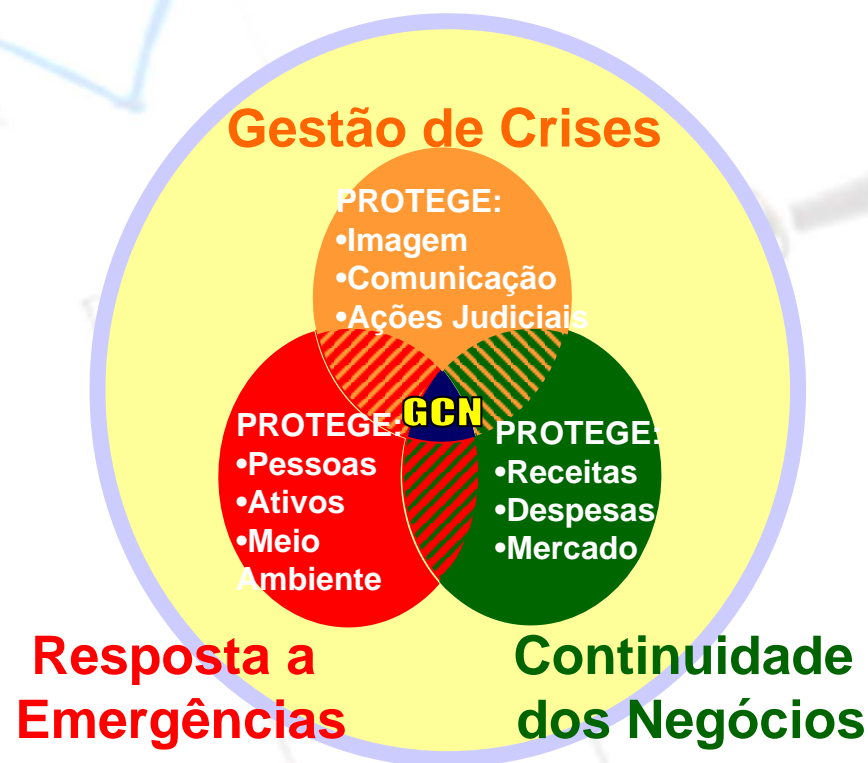 Gestão de Crises
PROTEGE:
•Imagem
•Comunicação
•Ações Judiciais
GCN
PROTEGE:
•Pessoas
•Ativos
•Meio
Ambiente
PROTEGE:
•Receitas
•Despesas
•Mercado
Resposta a
Emergências
Continuidade
dos Negócios